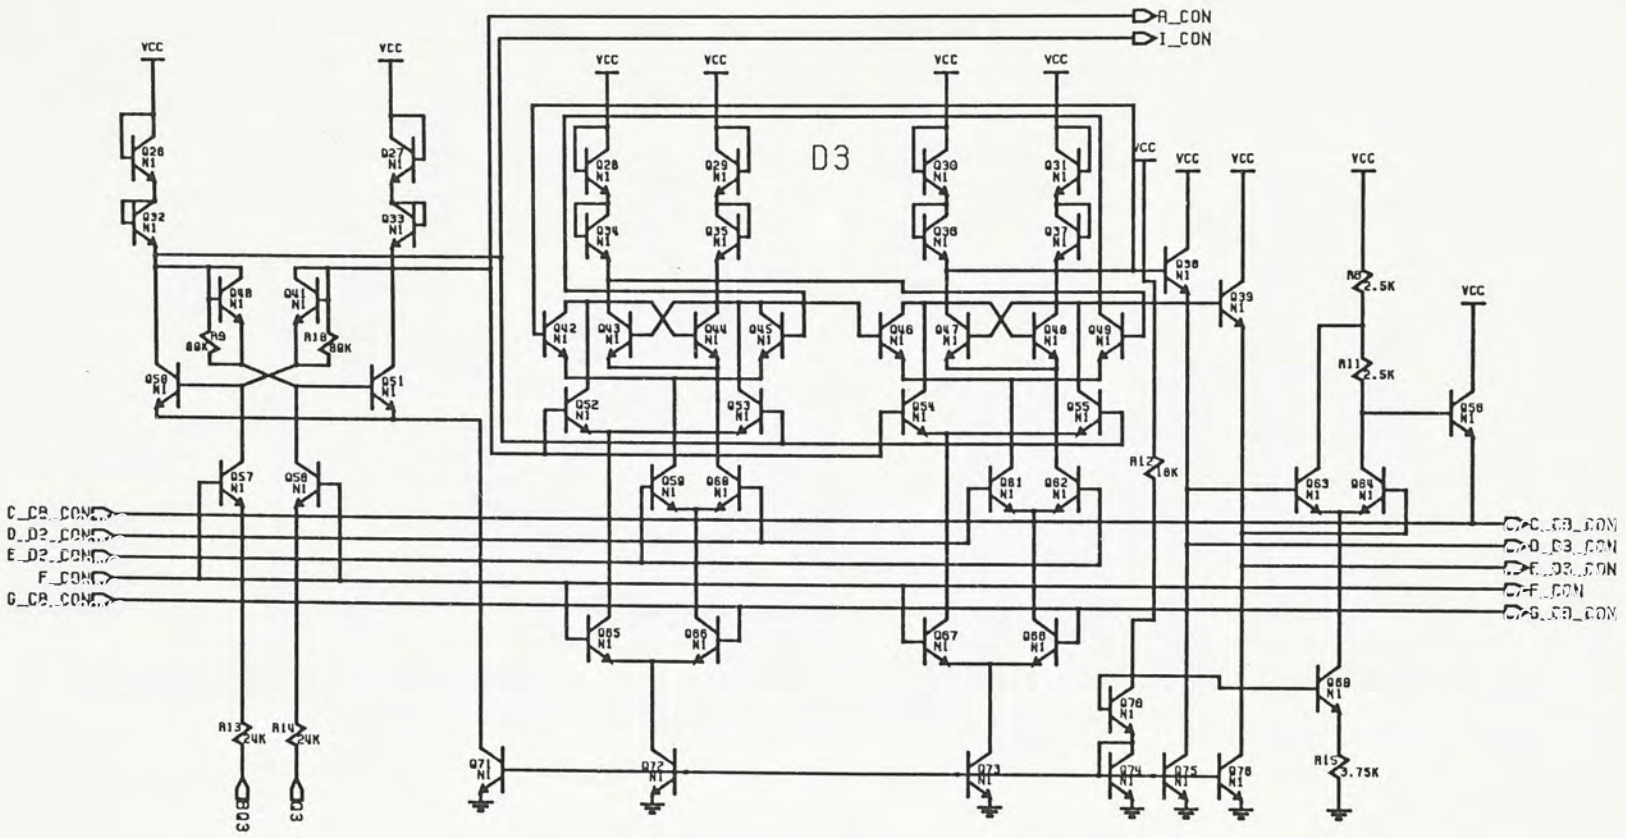 A_CON
I_CON
VCC
VCC
VCC
VCC
VCC
VCC
VCC
VCC
VCC
VCC
VCC
D3
Q26
N1
Q27
N1
Q28
N1
Q29
N1
Q30
N1
Q31
N1
Q32
N1
Q33
N1
Q34
N1
Q35
N1
Q36
N1
Q37
N1
Q38
N1
Q39
N1
R8
2.5K
Q40
N1
Q41
N1
R9
80K
R10
80K
Q42
N1
Q43
N1
Q44
N1
Q45
N1
Q46
N1
Q47
N1
Q48
N1
Q49
N1
R11
2.5K
Q50
N1
Q51
N1
Q52
N1
Q53
N1
Q54
N1
Q55
N1
Q56
N1
Q57
N1
Q58
N1
Q59
N1
Q60
N1
Q61
N1
Q62
N1
R12
18K
Q63
N1
Q64
N1
C_CB_CON
D_D2_CON
E_D2_CON
F_CON
G_CB_CON
C_CB_CON
D_D3_CON
E_D3_CON
F_CON
G_CB_CON
Q65
N1
Q66
N1
Q67
N1
Q68
N1
Q69
N1
Q70
N1
R13
24K
R14
24K
Q71
N1
Q72
N1
Q73
N1
Q74
N1
Q75
N1
Q76
N1
R15
3.75K
BQ3
Q3